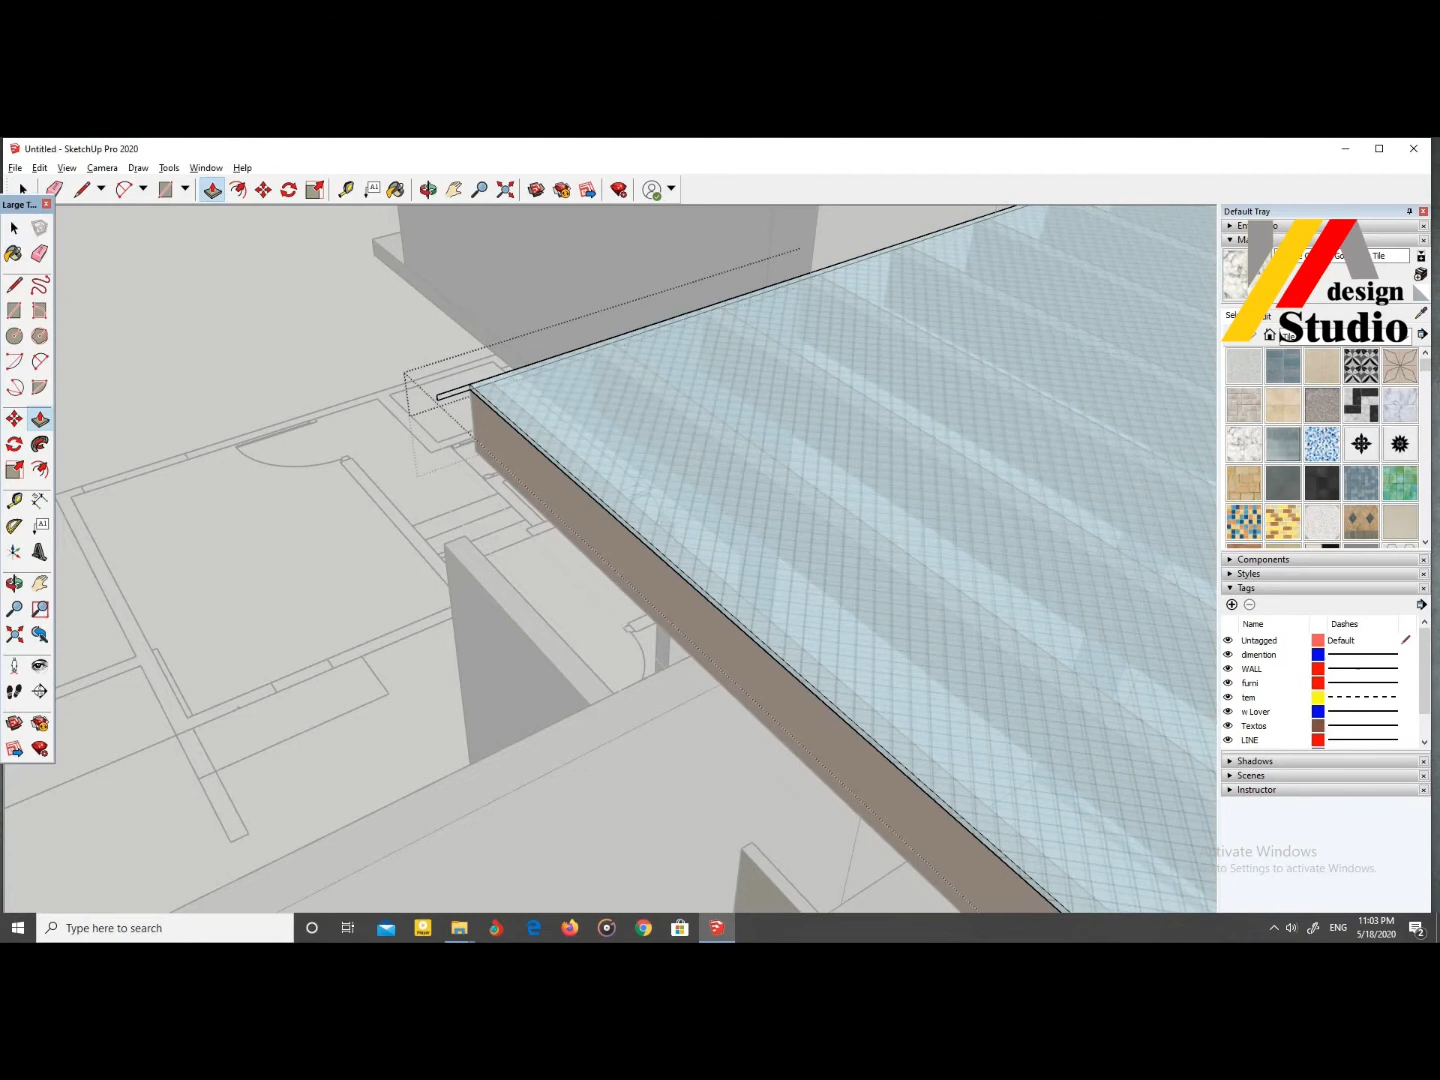 Untitled - SketchUp Pro 2020
File Edit View Camera Draw Tools Window Help
Large T...
Default Tray
Tile
design
Studio
Components
Styles
Tags
Name Dashes
Untagged Default
dimention
WALL
furni
tem
w Lover
Textos
LINE
Shadows
Scenes
Instructor
tivate Windows
to Settings to activate Windows.
Type here to search
ENG
11:03 PM
5/18/2020
2